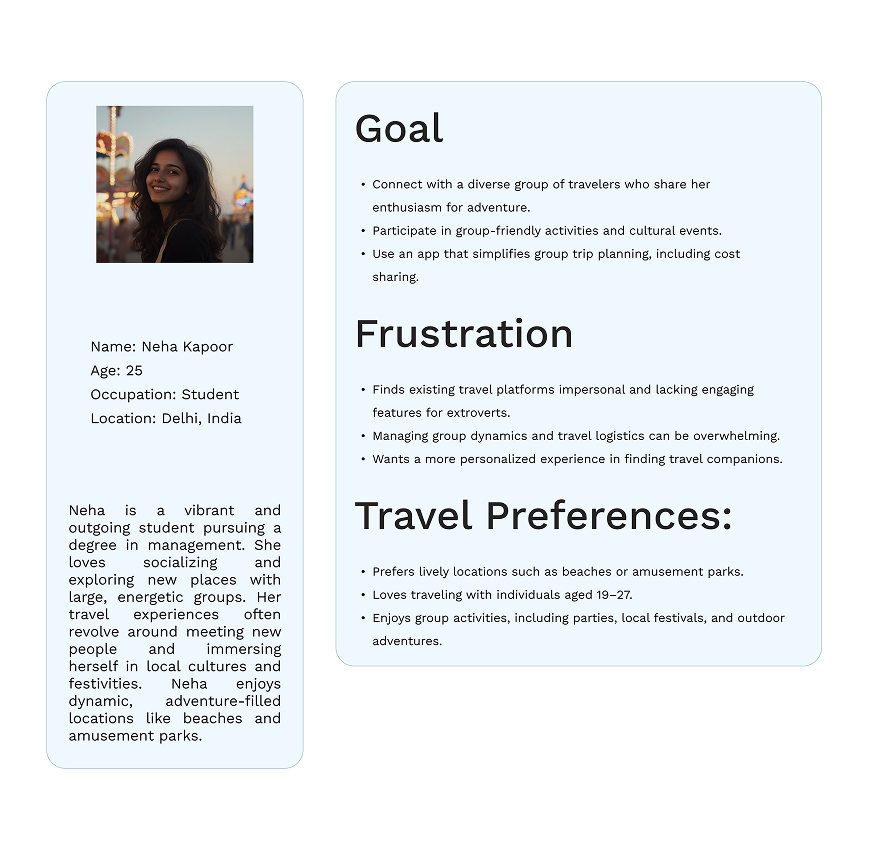 Name: Neha Kapoor
Age: 25
Occupation: Student
Location: Delhi, India
Neha is a vibrant and
outgoing student pursuing a
degree in management. She
loves socializing and
exploring new places with
large, energetic groups. Her
travel experiences often
revolve around meeting new
people and immersing
herself in local cultures and
festivities. Neha enjoys
dynamic, adventure-filled
locations like beaches and
amusement parks.
Goal
• Connect with a diverse group of travelers who share her
enthusiasm for adventure.
• Participate in group-friendly activities and cultural events.
• Use an app that simplifies group trip planning, including cost
sharing.
Frustration
• Finds existing travel platforms impersonal and lacking engaging
features for extroverts.
• Managing group dynamics and travel logistics can be overwhelming.
• Wants a more personalized experience in finding travel companions.
Travel Preferences:
• Prefers lively locations such as beaches or amusement parks.
• Loves traveling with individuals aged 19–27.
• Enjoys group activities, including parties, local festivals, and outdoor
adventures.